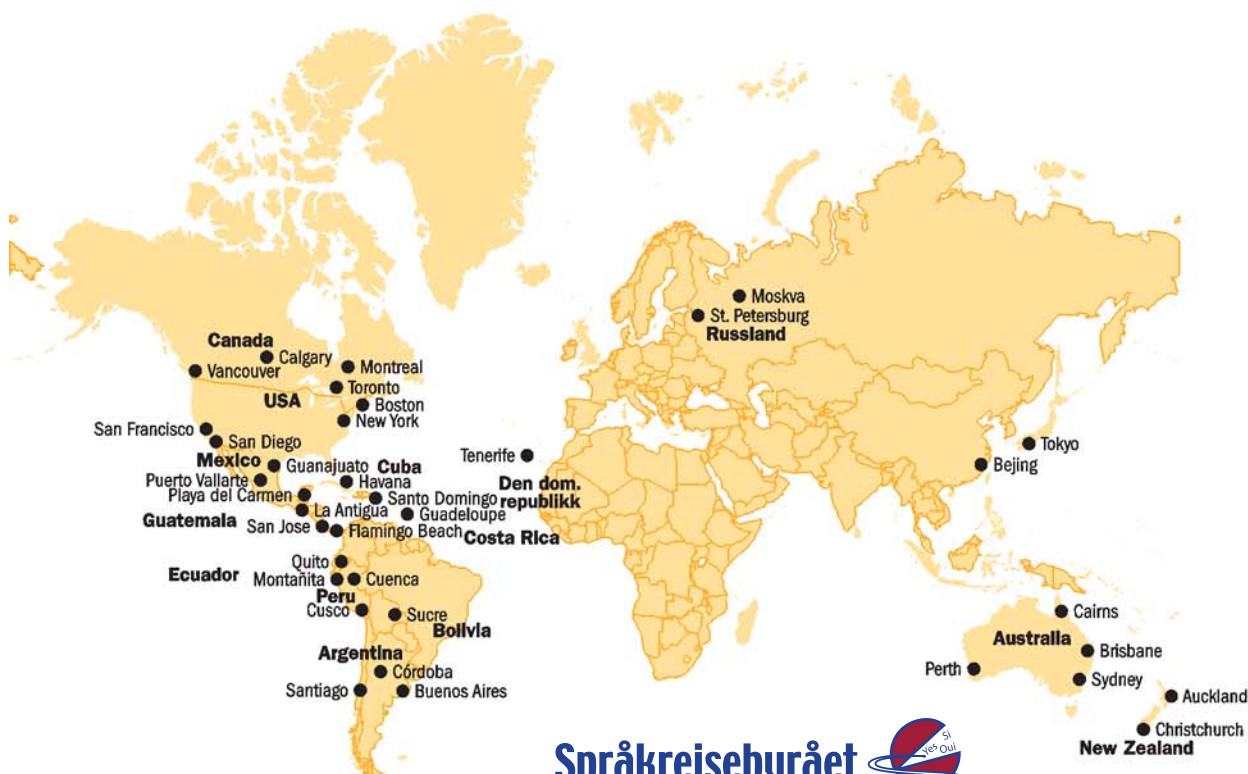 Moskva
St. Petersburg
Russland
Canada
Calgary
Vancouver
Montreal
Toronto
USA
Boston
New York
San Francisco
San Diego
Mexico
Guanajuato
Cuba
Puerto Vallarte
Havana
Playa del Carmen
Santo Domingo
La Antigua
Guadeloupe
Guatemala
San Jose
Flamingo Beach
Costa Rica
Tenerife
Den dom.
republikk
Tokyo
Bejing
Quito
Ecuador
Montañita
Cuenca
Peru
Cusco
Sucre
Bolivia
Argentina
Córdoba
Santiago
Buenos Aires
Cairns
Australia
Brisbane
Perth
Sydney
Auckland
Christchurch
New Zealand
Språkreisebyrået
Yes
Si
Oui